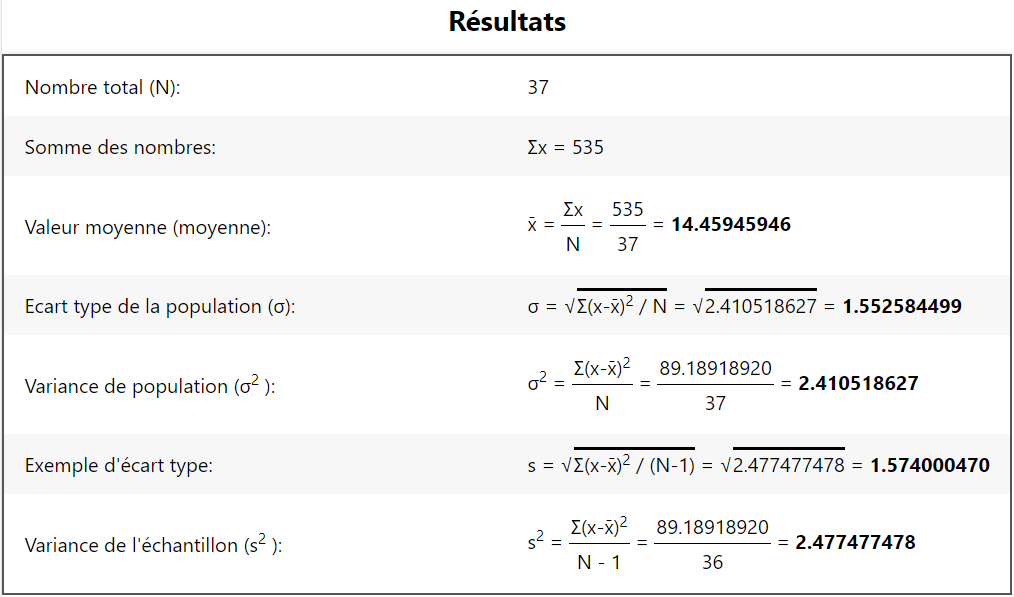 Résultats
Nombre total (N): 37
Somme des nombres: Σx = 535
Valeur moyenne (moyenne): x̄ = Σx / N = 535 / 37 = 14.45945946
Ecart type de la population (σ): σ = √Σ(x-x̄)² / N = √2.410518627 = 1.552584499
Variance de population (σ² ): σ² = Σ(x-x̄)² / N = 89.18918920 / 37 = 2.410518627
Exemple d'écart type: s = √Σ(x-x̄)² / (N-1) = √2.477477478 = 1.574000470
Variance de l'échantillon (s² ): s² = Σ(x-x̄)² / N - 1 = 89.18918920 / 36 = 2.477477478